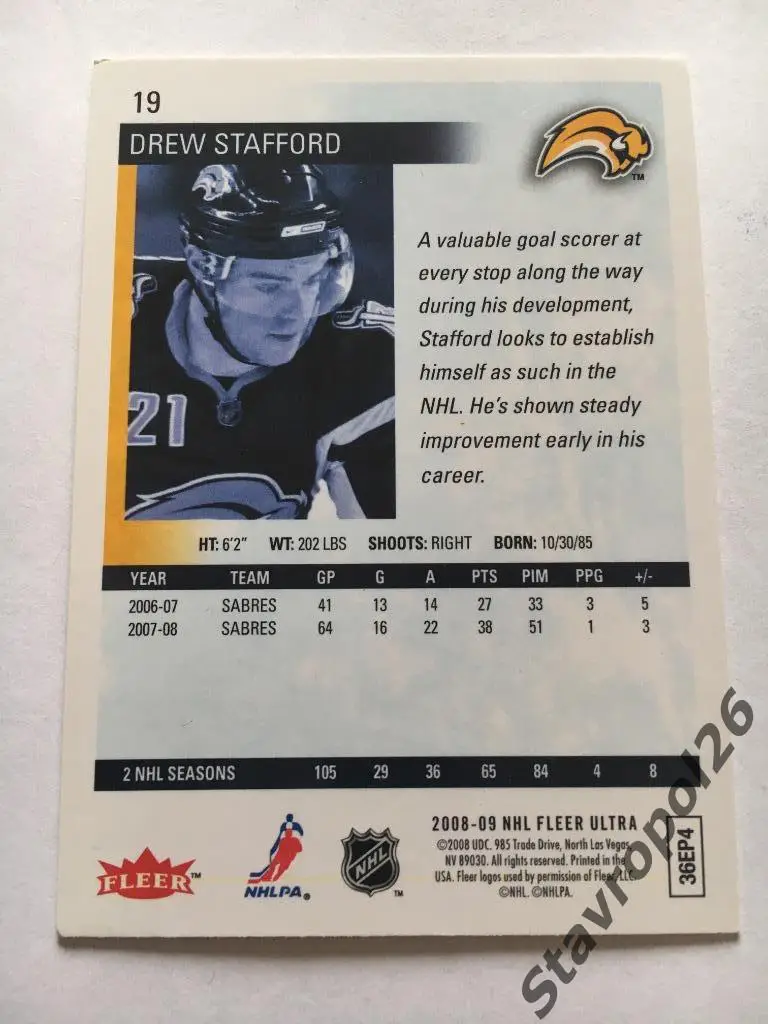 19
DREW STAFFORD
TM
21
A valuable goal scorer at
every stop along the way
during his development,
Stafford looks to establish
himself as such in the
NHL. He's shown steady
improvement early in his
career.
HT: 6'2" WT: 202 LBS SHOOTS: RIGHT BORN: 10/30/85
YEAR TEAM GP G A PTS PIM PPG +/-
2006-07 SABRES 41 13 14 27 33 3 5
2007-08 SABRES 64 16 22 38 51 1 3
2 NHL SEASONS 105 29 36 65 84 4 8
2008-09 NHL FLEER ULTRA
©2008 UDC. 985 Trade Drive, North Las Vegas,
NV 89030. All rights reserved. Printed in the
USA. Fleer logos used by permission of Fleer, LLC.
©NHL. ©NHLPA.
36EP4
FLEER
NHLPA®
NHL
TM
Stavropol26